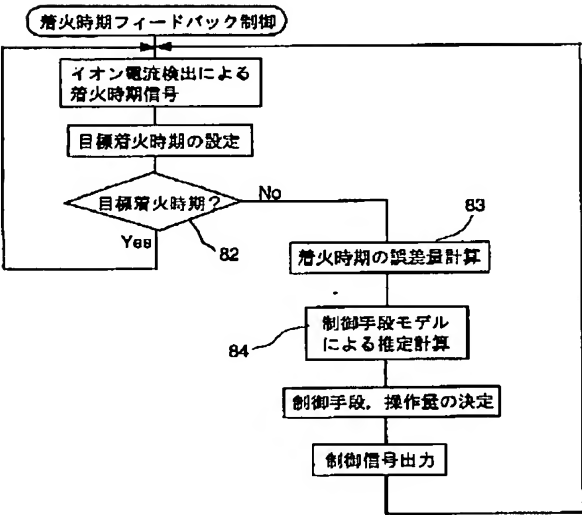 着火時期フィードバック制御
イオン電流検出による
着火時期信号
目標着火時期の設定
目標着火時期？
No
Yes
82
83
着火時期の誤差量計算
84
制御手段モデル
による推定計算
制御手段，操作量の決定
制御信号出力